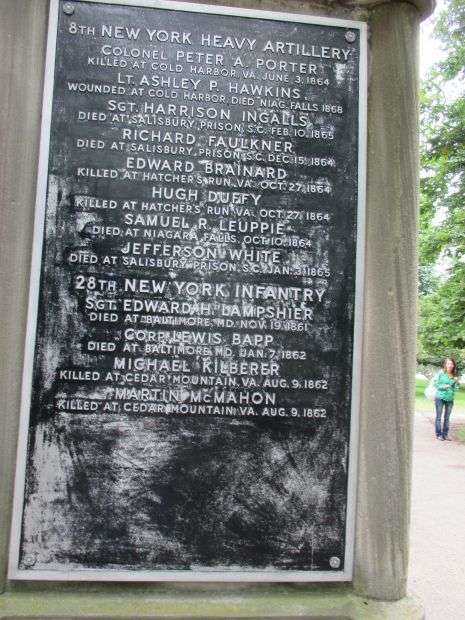 8TH NEW YORK HEAVY ARTILLERY
COLONEL PETER A. PORTER
KILLED AT COLD HARBOR, VA. JUNE 3, 1864
LT. ASHLEY P. HAWKINS
WOUNDED AT COLD HARBOR, DIED NIAG. FALLS 1868
SGT. HARRISON INGALLS
DIED AT SALISBURY, PRISON, S.C. FEB. 10, 1865
RICHARD FAULKNER
DIED AT SALISBURY, PRISON, S.C. DEC. 15, 1864
EDWARD BRAINARD
KILLED AT HATCHER'S RUN, VA. OCT. 27, 1864
HUGH DUFFY
KILLED AT HATCHER'S RUN, VA. OCT. 27, 1864
SAMUEL R. LEUPPIE
DIED AT NIAGARA FALLS, OCT. 10, 1864
JEFFERSON WHITE
DIED AT SALISBURY PRISON, S.C. JAN. 3, 1865
28TH NEW YORK INFANTRY
SGT. EDWARD H. LAMPSHIER
DIED AT BALTIMORE, MD. NOV. 19, 1861
CORP. LEWIS BAPP
DIED AT BALTIMORE, MD. JAN. 7, 1862
MICHAEL KILBERER
KILLED AT CEDAR MOUNTAIN, VA. AUG. 9, 1862
MARTIN MCMAHON
KILLED AT CEDAR MOUNTAIN, VA. AUG. 9, 1862